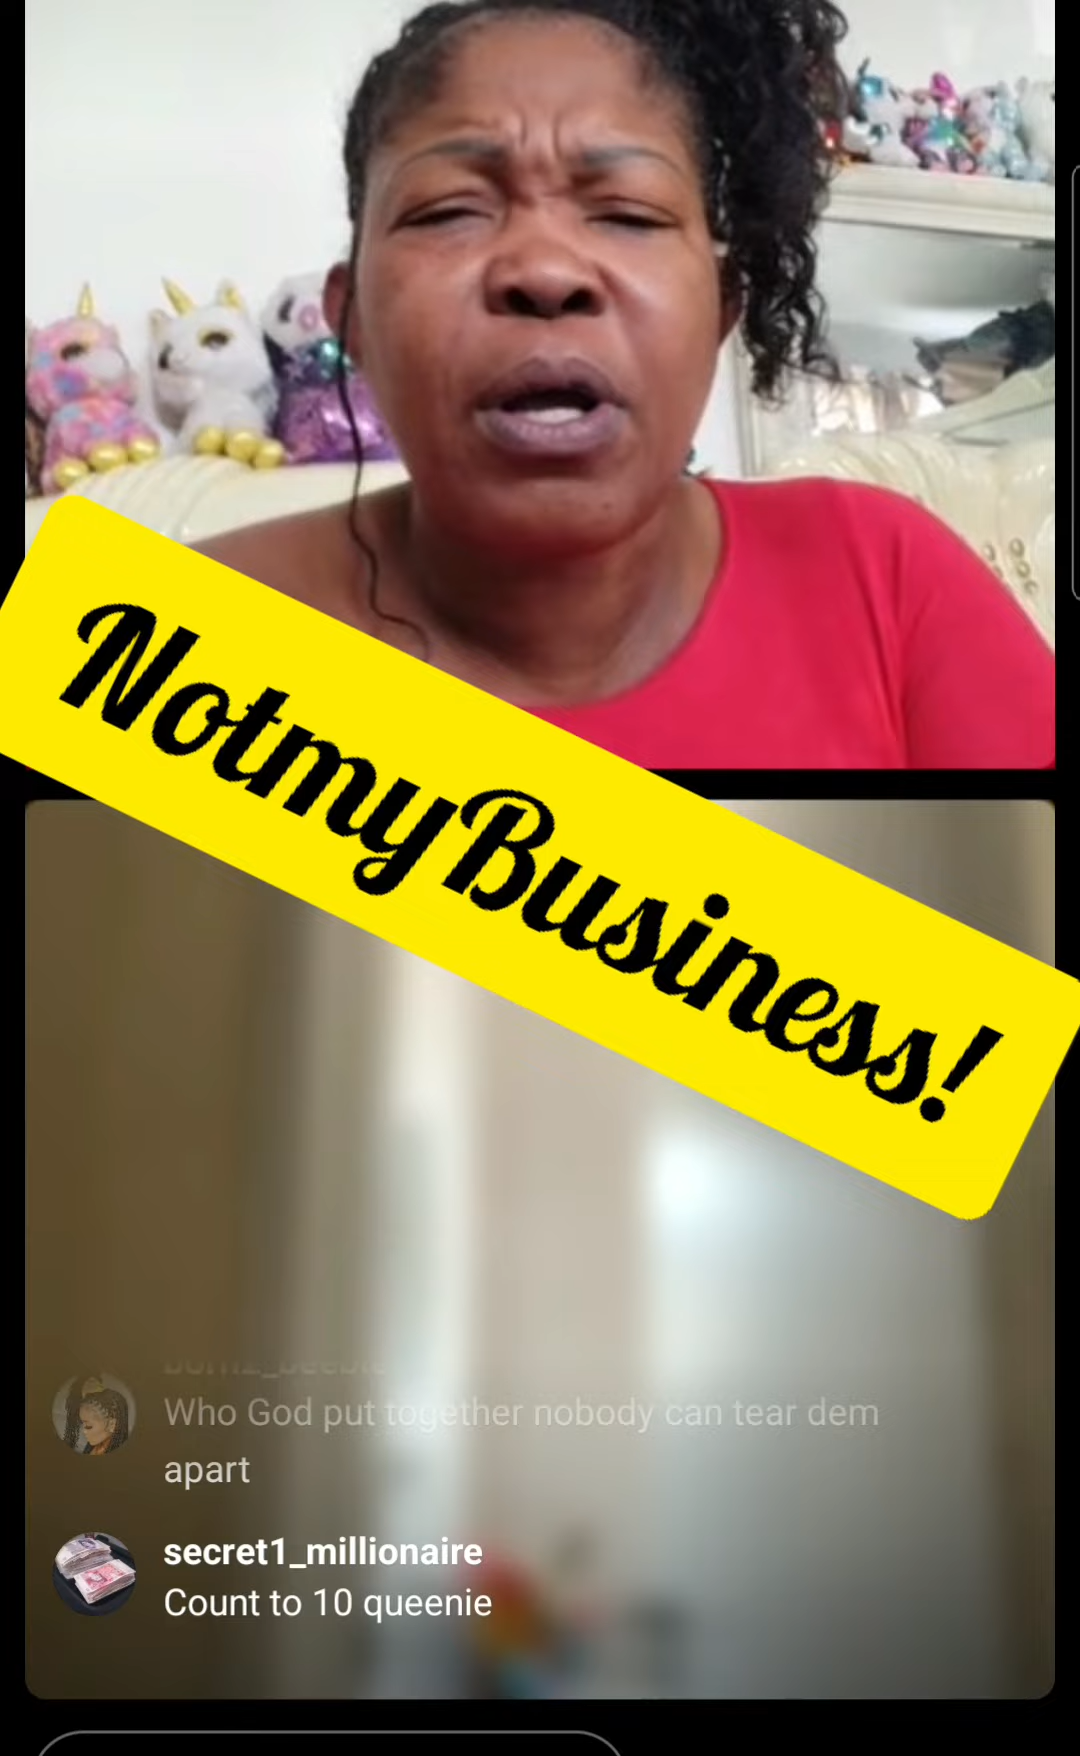 NotmyBusiness!
Who God put together nobody can tear dem
apart
secret1_millionaire
Count to 10 queenie